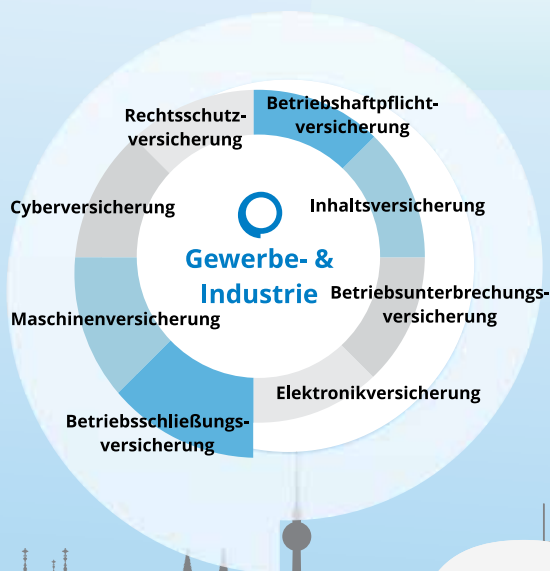 Rechtsschutz-
versicherung
Betriebshaftpflicht-
versicherung
Cyberversicherung
Inhaltsversicherung
Gewerbe- &
Industrie
Betriebsunterbrechungs-
versicherung
Maschinenversicherung
Elektronikversicherung
Betriebsschließungs-
versicherung